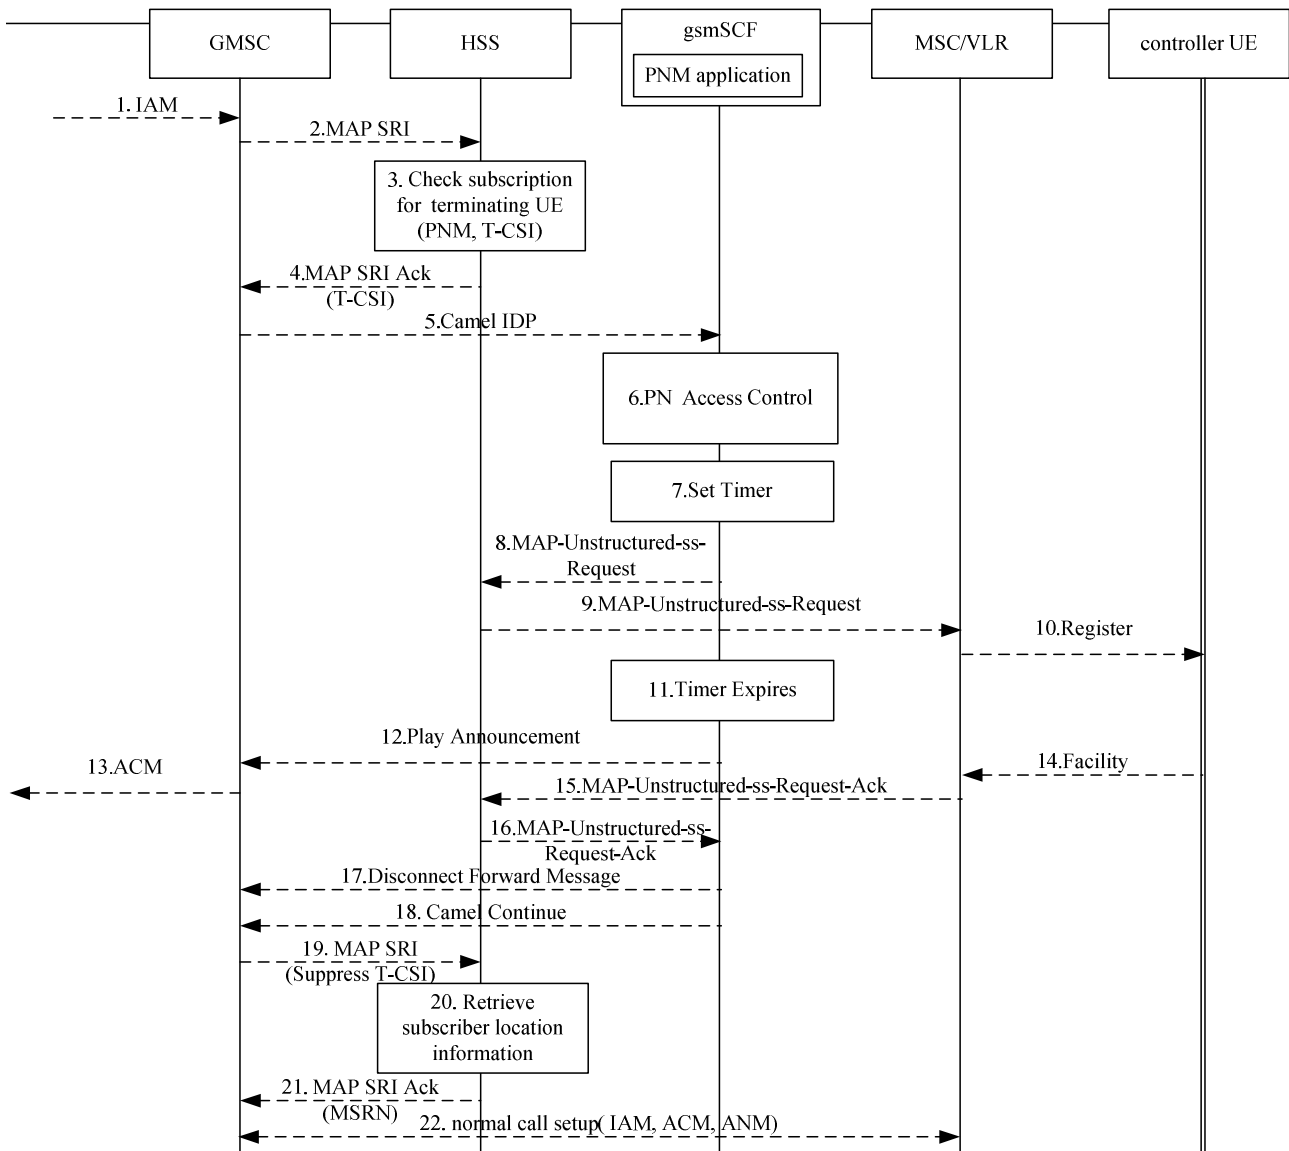 GMSC
HSS
gsmSCF
PNM application
MSC/VLR
controller UE
1. IAM
2.MAP SRI
3. Check subscription
for terminating UE
(PNM, T-CSI)
4.MAP SRI Ack
(T-CSI)
5.Camel IDP
6.PN Access Control
7.Set Timer
8.MAP-Unstructured-ss-
Request
9.MAP-Unstructured-ss-Request
10.Register
11.Timer Expires
12.Play Announcement
13.ACM
14.Facility
15.MAP-Unstructured-ss-Request-Ack
16.MAP-Unstructured-ss-
Request-Ack
17.Disconnect Forward Message
18. Camel Continue
19. MAP SRI
(Suppress T-CSI)
20. Retrieve
subscriber location
information
21. MAP SRI Ack
(MSRN)
22. normal call setup( IAM, ACM, ANM)